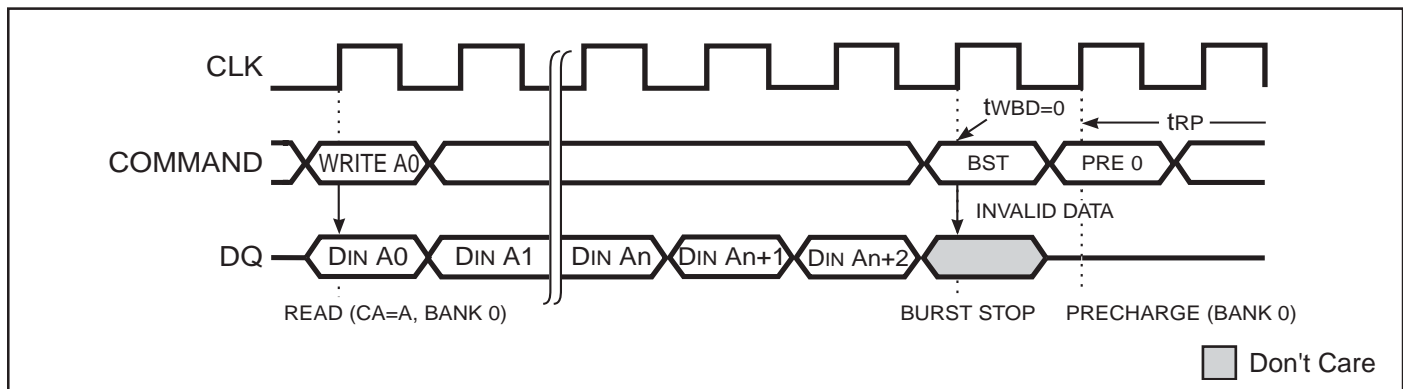 CLK
tWBD=0
tRP
COMMAND WRITE A0 BST PRE 0
INVALID DATA
DQ DIN A0 DIN A1 DIN An DIN An+1 DIN An+2
READ (CA=A, BANK 0) BURST STOP PRECHARGE (BANK 0)
Don't Care